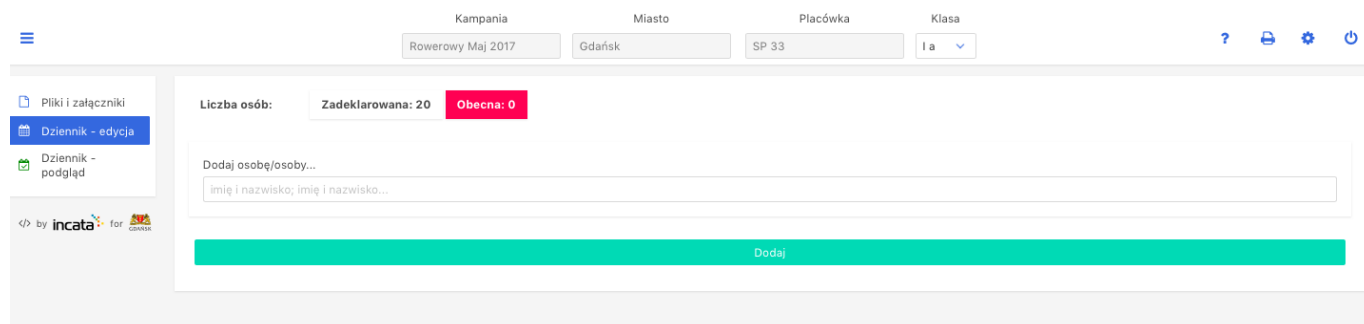 Kampania Miasto Placówka Klasa
Rowerowy Maj 2017 Gdańsk SP 33 I a
?
Pliki i załączniki
Dziennik - edycja
Dziennik -
podgląd
</> by incata for
GDAŃSK
Liczba osób: Zadeklarowana: 20 Obecna: 0
Dodaj osobę/osoby...
imię i nazwisko; imię i nazwisko...
Dodaj